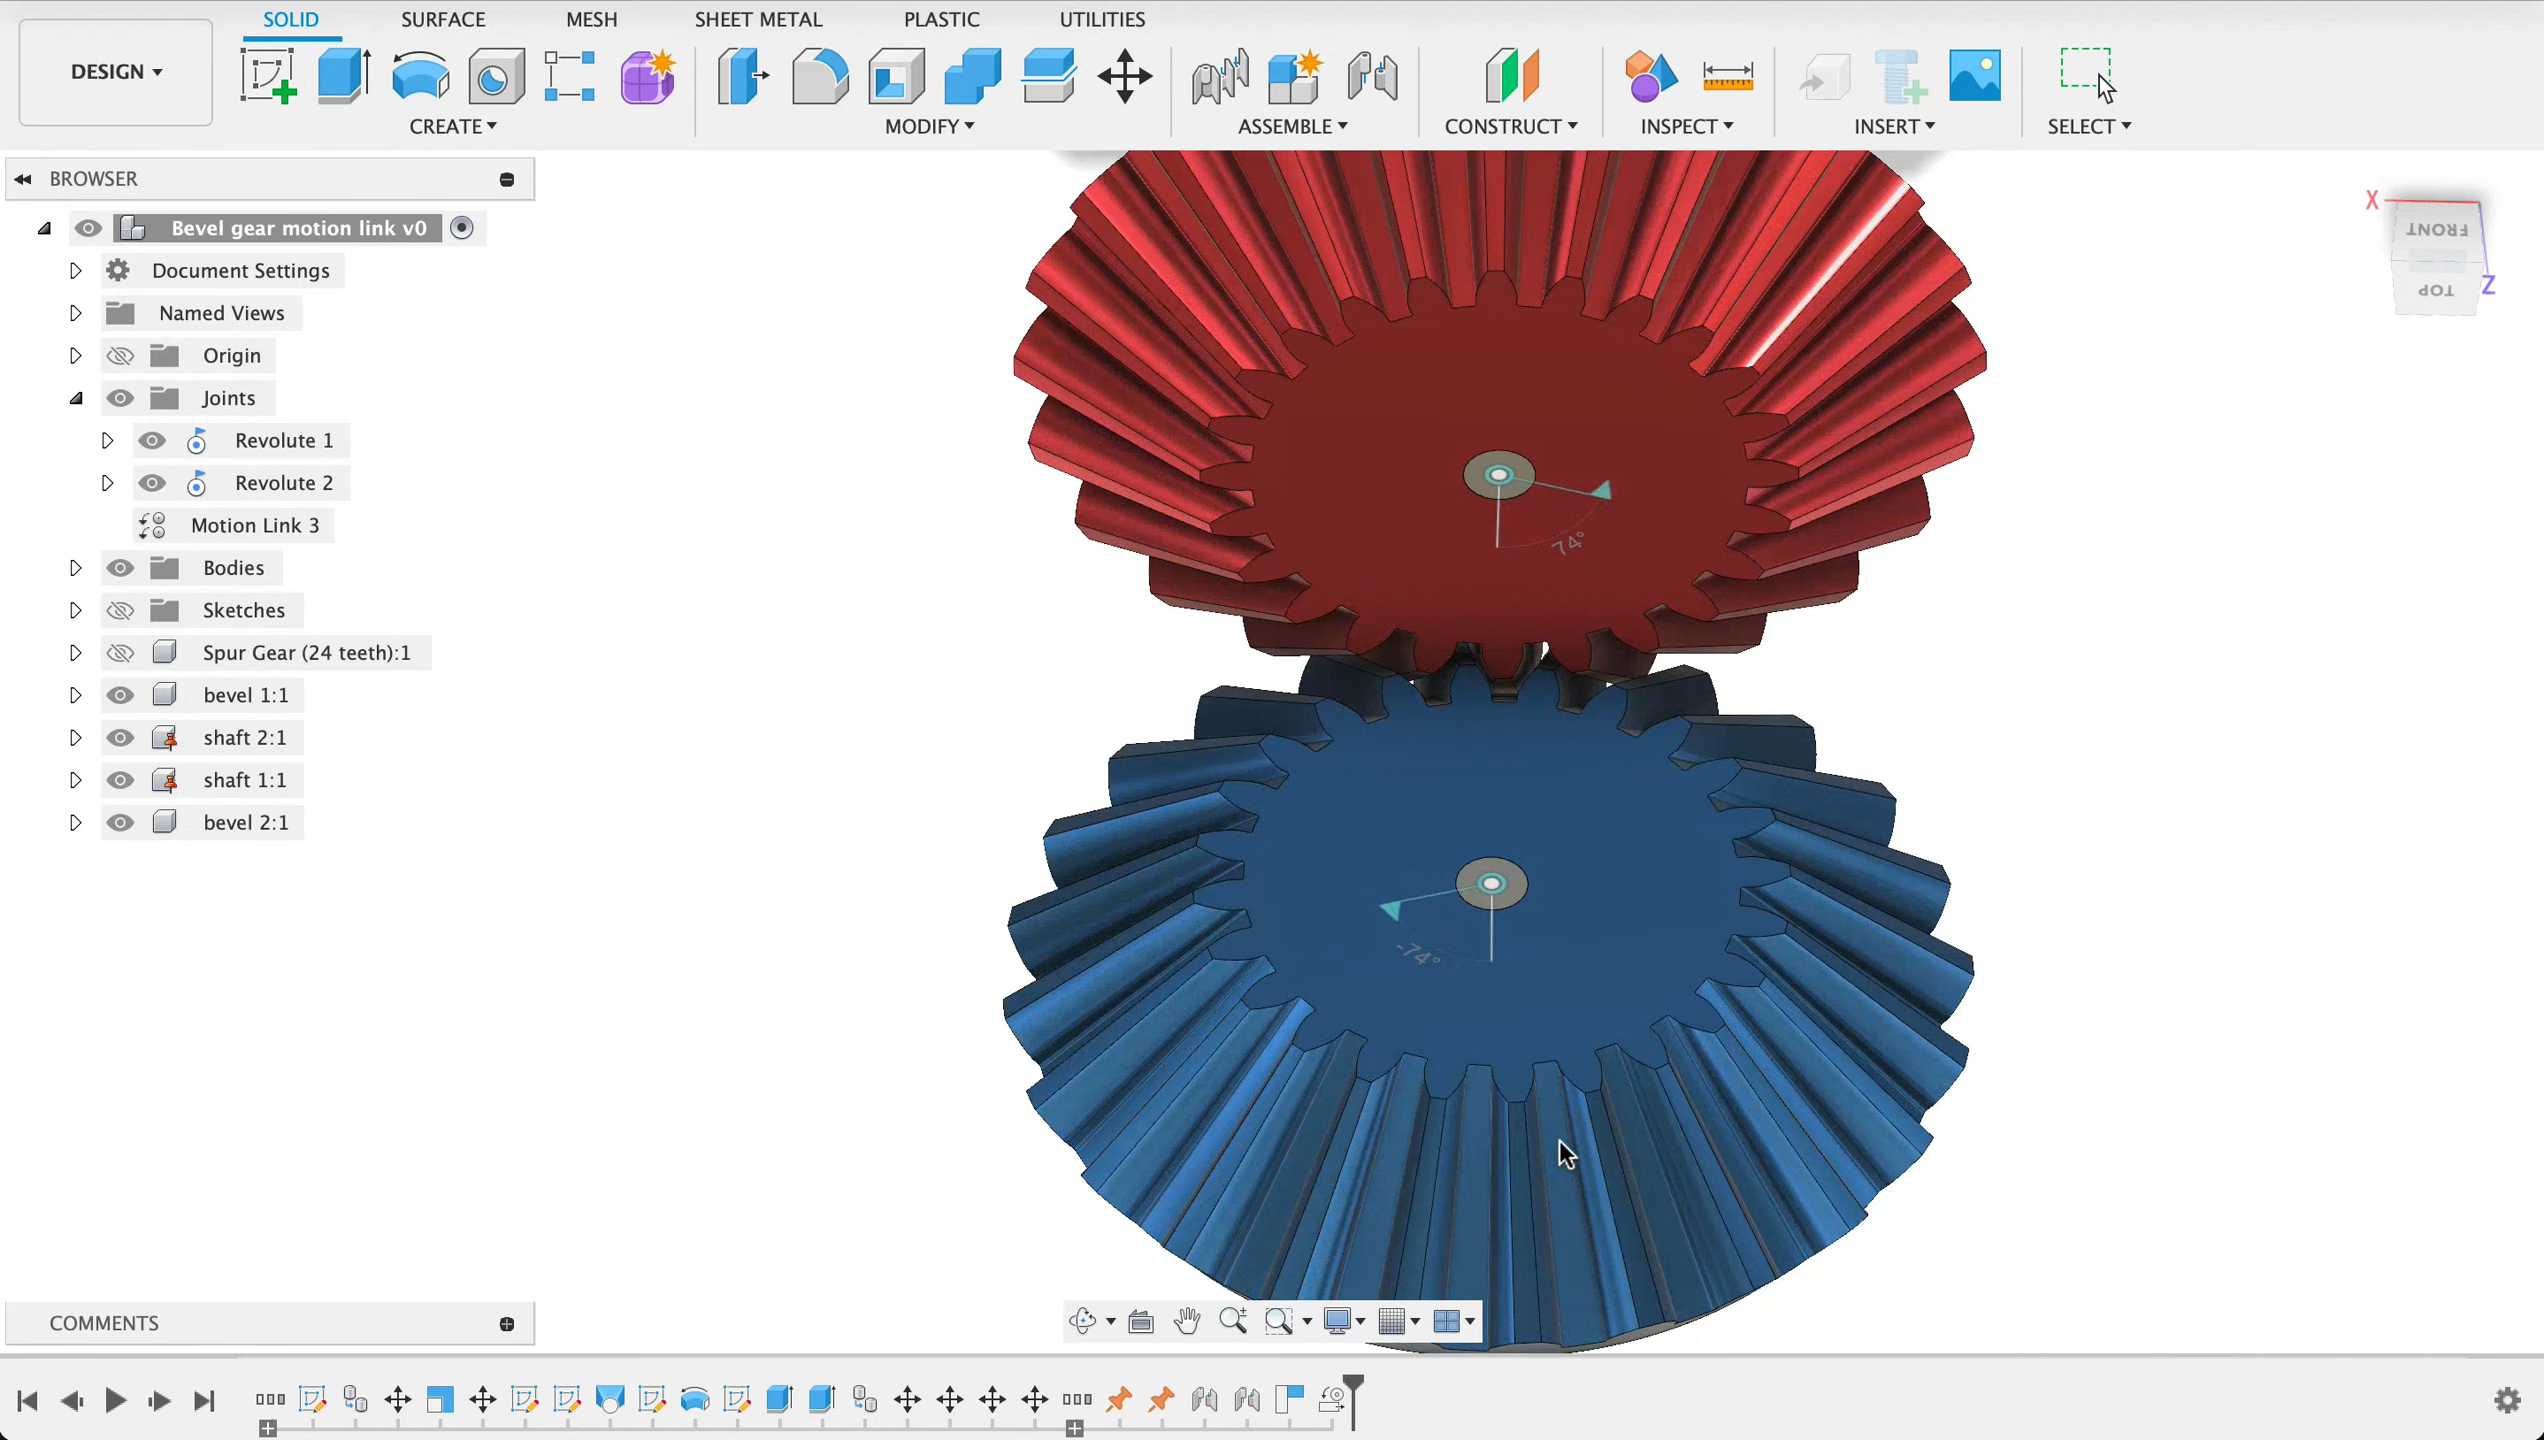 SOLID SURFACE MESH SHEET METAL PLASTIC UTILITIES
DESIGN
CREATE MODIFY ASSEMBLE CONSTRUCT INSPECT INSERT SELECT
BROWSER
Bevel gear motion link v0
Document Settings
Named Views
Origin
Joints
Revolute 1
Revolute 2
Motion Link 3
Bodies
Sketches
Spur Gear (24 teeth):1
bevel 1:1
shaft 2:1
shaft 1:1
bevel 2:1
X
FRONT
TOP
Z
74°
-74°
COMMENTS